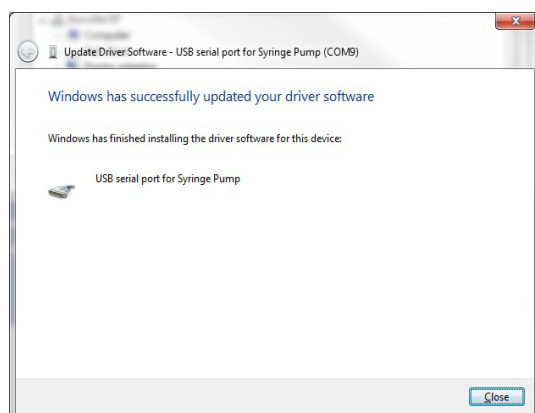 Computer
Update Driver Software - USB serial port for Syringe Pump (COM9)
Windows has successfully updated your driver software
Windows has finished installing the driver software for this device:
USB serial port for Syringe Pump
Close